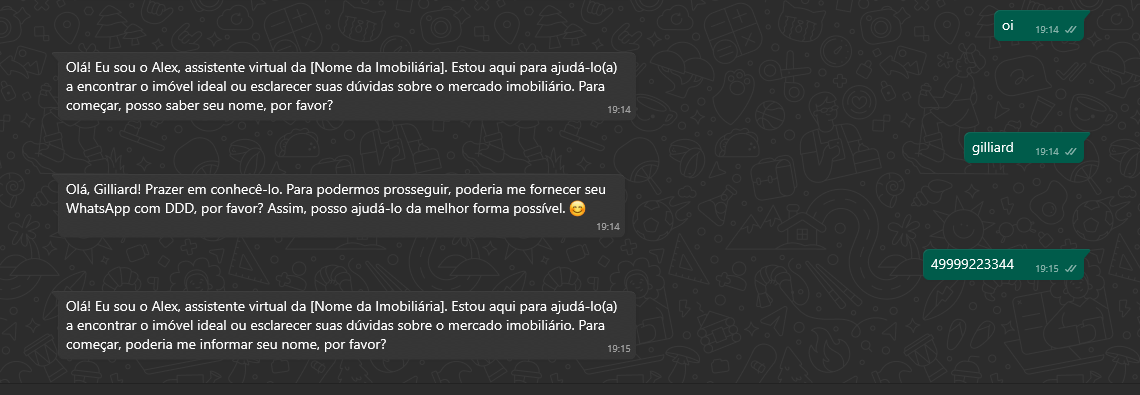 oi
19:14
Olá! Eu sou o Alex, assistente virtual da [Nome da Imobiliária]. Estou aqui para ajudá-lo(a)
a encontrar o imóvel ideal ou esclarecer suas dúvidas sobre o mercado imobiliário. Para
começar, posso saber seu nome, por favor?
19:14
gilliard
19:14
Olá, Gilliard! Prazer em conhecê-lo. Para podermos prosseguir, poderia me fornecer seu
WhatsApp com DDD, por favor? Assim, posso ajudá-lo da melhor forma possível. 😊
19:14
49999223344
19:15
Olá! Eu sou o Alex, assistente virtual da [Nome da Imobiliária]. Estou aqui para ajudá-lo(a)
a encontrar o imóvel ideal ou esclarecer suas dúvidas sobre o mercado imobiliário. Para
começar, poderia me informar seu nome, por favor?
19:15